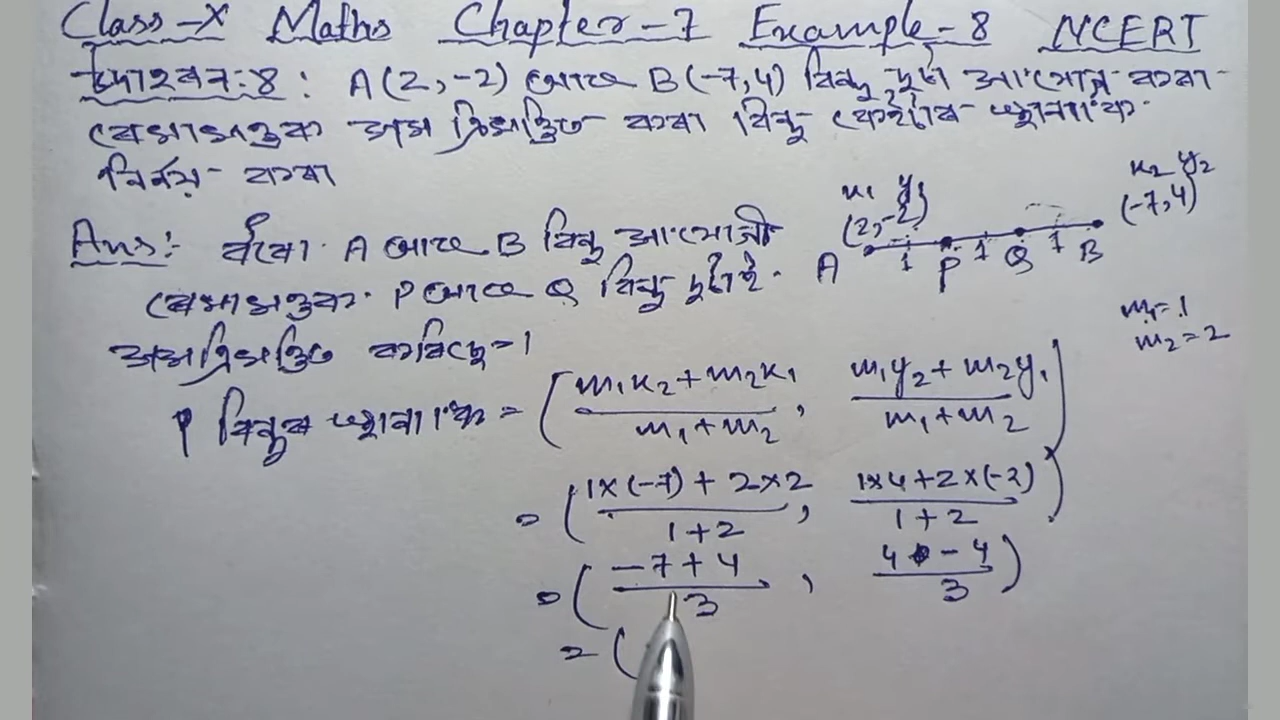 Class-X Maths Chapter-7 Example-8 NCERT
উদাহৰণ:8: A(2,-2) আৰু B(-7,4) বিন্দু দুটা সংযোগ কৰা
ৰেখাখণ্ডক সমত্ৰিখণ্ডিত কৰা বিন্দু কেইটাৰ স্থানাংক
নিৰ্ণয় কৰা
x₁ y₁
x₂ y₂
(2,-2)
(-7,4)
A 1 P 1 Q 1 B
Ans:- ধৰো A আৰু B বিন্দু সংযোগী
ৰেখাখণ্ডক P আৰু Q বিন্দু দুটাই
সমত্ৰিখণ্ডিত কৰিছে।
m₁=1
m₂=2
P বিন্দুৰ স্থানাংক = ( (m₁x₂+m₂x₁)/(m₁+m₂), (m₁y₂+m₂y₁)/(m₁+m₂) )
= ( (1×(-7)+2×2)/(1+2), (1×4+2×(-2))/(1+2) )
= ( (-7+4)/3, (4-4)/3 )
= (